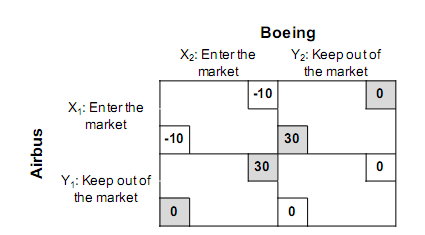 Boeing
X₂: Enter the
market
Y₂: Keep out of
the market
Airbus
X₁: Enter the
market
-10
0
-10
30
Y₁: Keep out of
the market
30
0
0
0